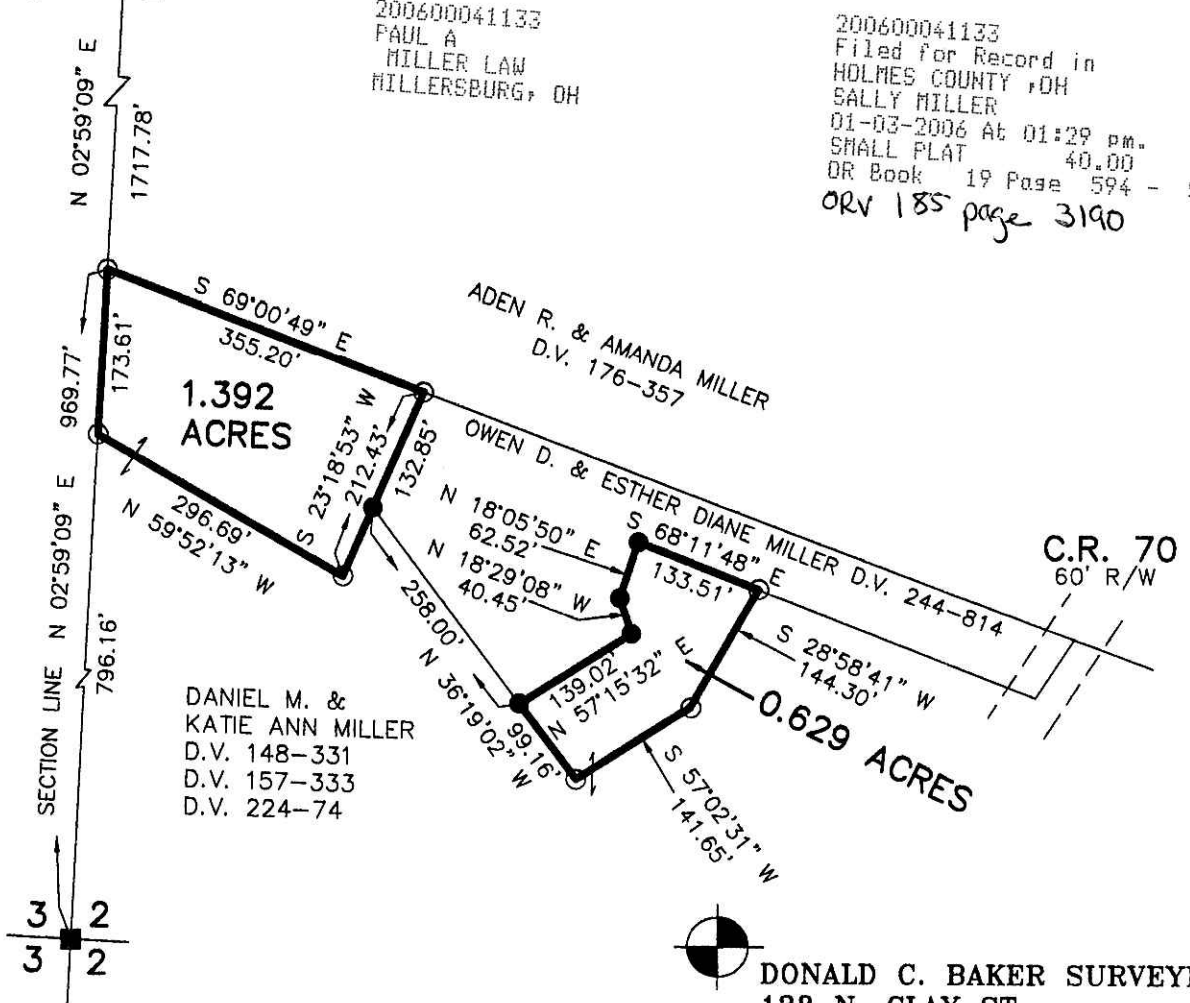 200600041133
PAUL A
MILLER LAW
MILLERSBURG, OH
200600041133
Filed for Record in
HOLMES COUNTY ,OH
SALLY MILLER
01-03-2006 At 01:29 pm.
SMALL PLAT 40.00
OR Book 19 Page 594 -
ORV 185 page 3190
N 02°59'09" E
1717.78'
S 69°00'49" E
355.20'
969.77'
173.61'
1.392
ACRES
S 23°18'53" W
212.43'
132.85'
296.69'
N 59°52'13" W
ADEN R. & AMANDA MILLER
D.V. 176-357
OWEN D. & ESTHER DIANE MILLER D.V. 244-814
N 18°05'50" E
62.52'
N 18°29'08" W
40.45'
S 68°11'48" E
133.51'
C.R. 70
60' R/W
S 28°58'41" W
144.30'
0.629 ACRES
258.00'
N 36°19'02" W
99.16'
139.02'
N 57°15'32" E
S 57°02'31" W
141.65'
SECTION LINE N 02°59'09" E
796.16'
DANIEL M. &
KATIE ANN MILLER
D.V. 148-331
D.V. 157-333
D.V. 224-74
3 2
3 2
DONALD C. BAKER
N. CLAY ST.